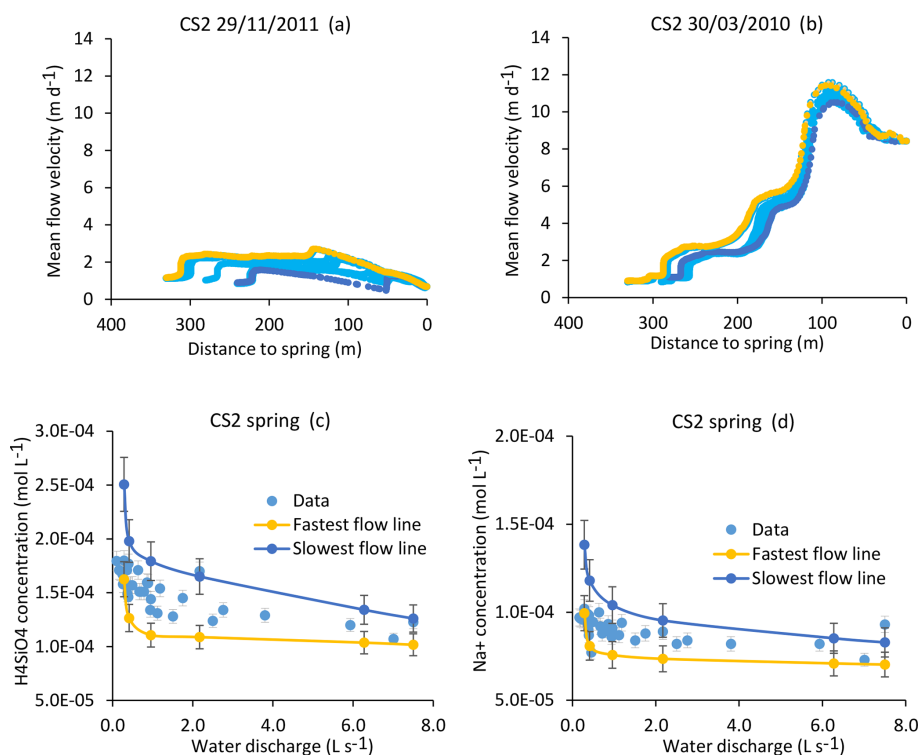 CS2 29/11/2011 (a)
Mean flow velocity (m d-1)
14
12
10
8
6
4
2
0
400 300 200 100 0
Distance to spring (m)
CS2 30/03/2010 (b)
Mean flow velocity (m d-1)
14
12
10
8
6
4
2
0
400 300 200 100 0
Distance to spring (m)
CS2 spring (c)
H4SiO4 concentration (mol L-1)
3.0E-04
2.5E-04
2.0E-04
1.5E-04
1.0E-04
5.0E-05
Data
Fastest flow line
Slowest flow line
0.0 2.0 4.0 6.0 8.0
Water discharge (L s-1)
CS2 spring (d)
Na+ concentration (mol L-1)
2.0E-04
1.5E-04
1.0E-04
5.0E-05
Data
Fastest flow line
Slowest flow line
0.0 2.0 4.0 6.0 8.0
Water discharge (L s-1)